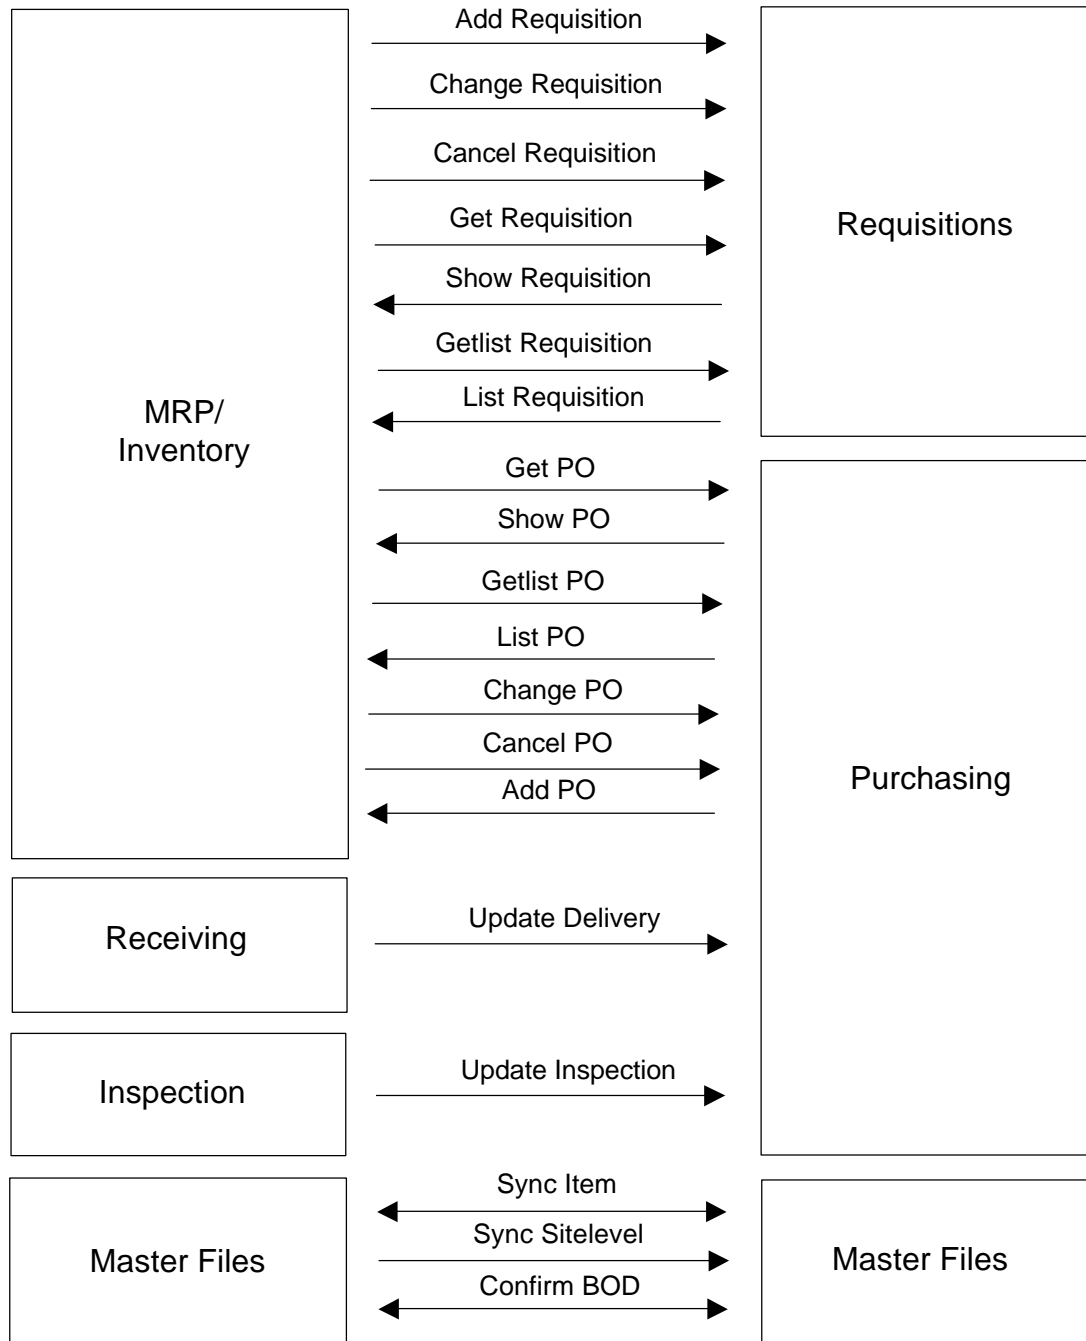 Add Requisition
Change Requisition
Cancel Requisition
Get Requisition
Requisitions
Show Requisition
Getlist Requisition
List Requisition
MRP/
Inventory
Get PO
Show PO
Getlist PO
List PO
Change PO
Cancel PO
Add PO
Purchasing
Receiving
Update Delivery
Inspection
Update Inspection
Sync Item
Sync Sitelevel
Confirm BOD
Master Files
Master Files